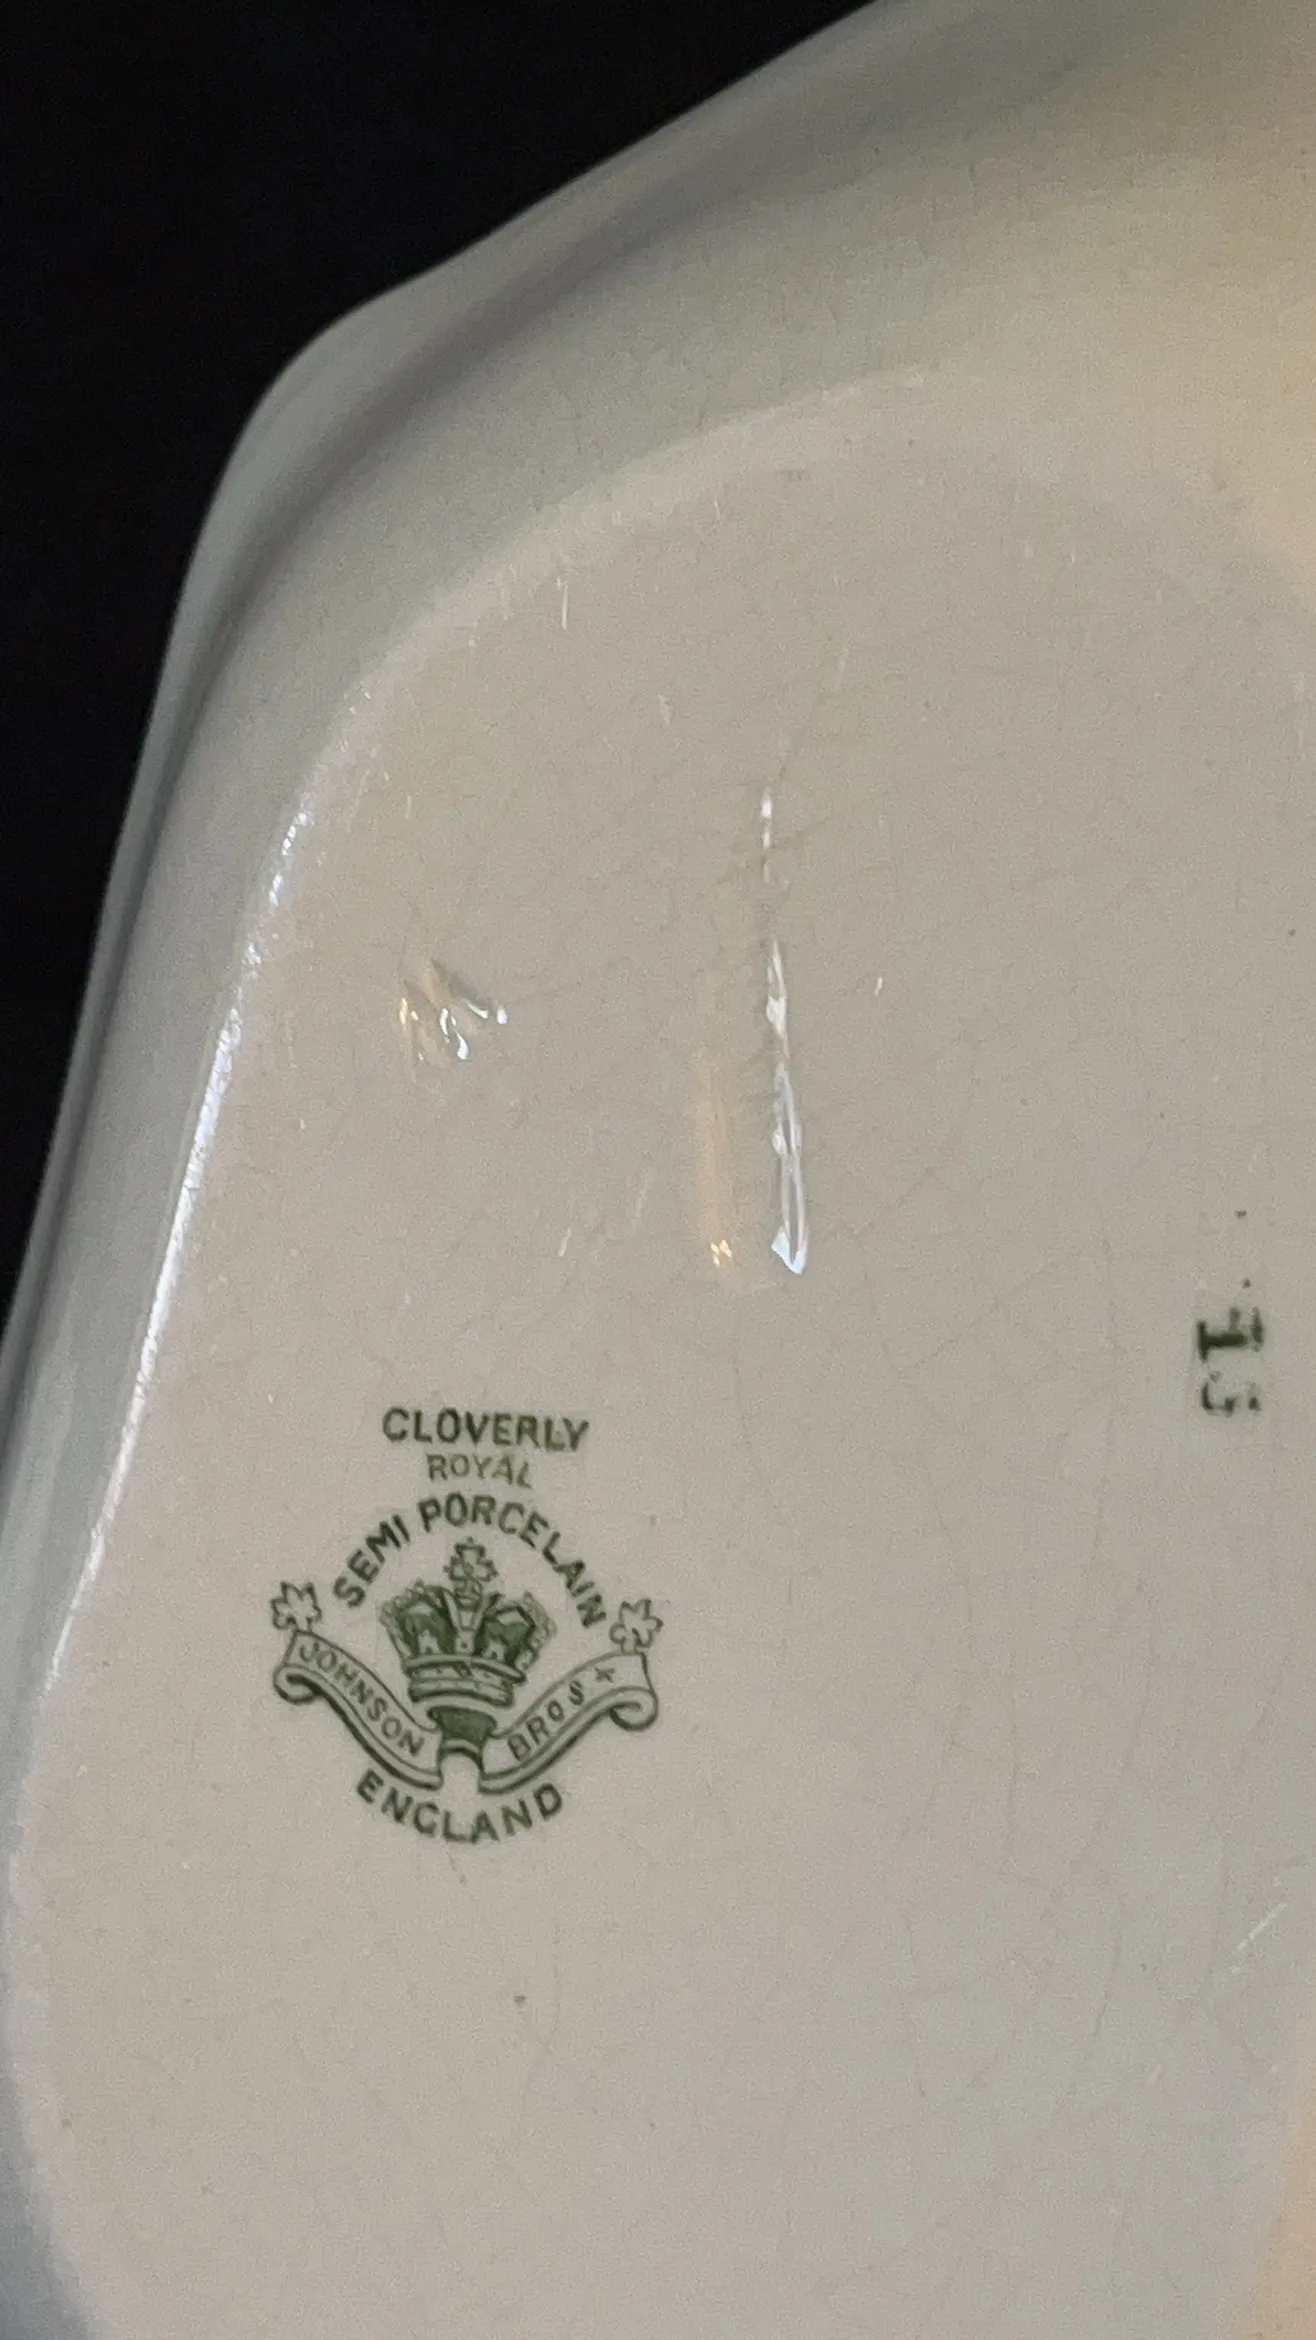 CLOVERLY
ROYAL
SEMI PORCELAIN
JOHNSON BROS
ENGLAND